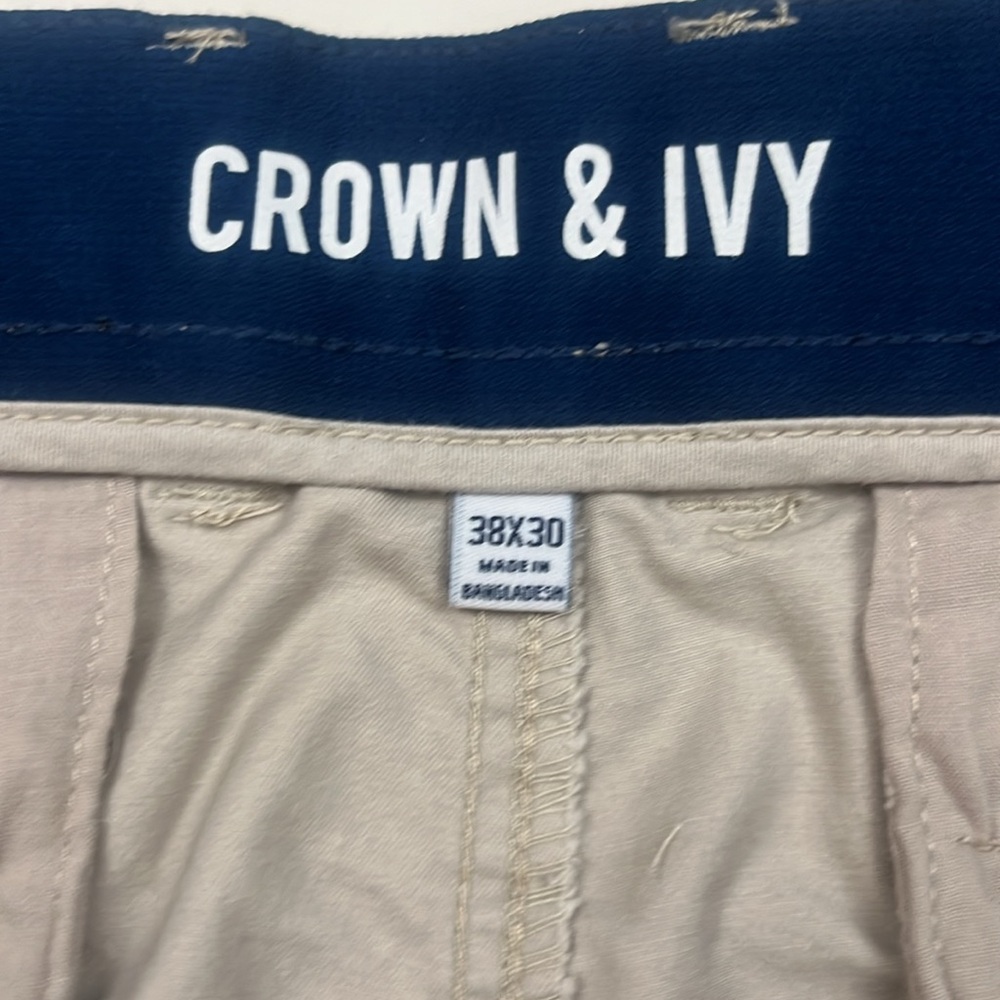 CROWN & IVY
38X30
MADE IN
BANGLADESH